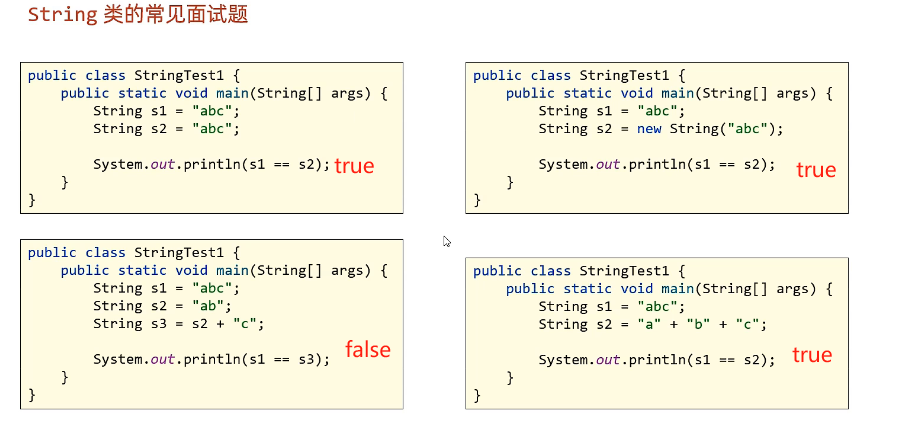 String 类的常见面试题
public class StringTest1 {
public static void main(String[] args) {
String s1 = "abc";
String s2 = "abc";
System.out.println(s1 == s2); true
}
}
public class StringTest1 {
public static void main(String[] args) {
String s1 = "abc";
String s2 = new String("abc");
System.out.println(s1 == s2); true
}
}
public class StringTest1 {
public static void main(String[] args) {
String s1 = "abc";
String s2 = "ab";
String s3 = s2 + "c";
System.out.println(s1 == s3); false
}
}
public class StringTest1 {
public static void main(String[] args) {
String s1 = "abc";
String s2 = "a" + "b" + "c";
System.out.println(s1 == s2); true
}
}